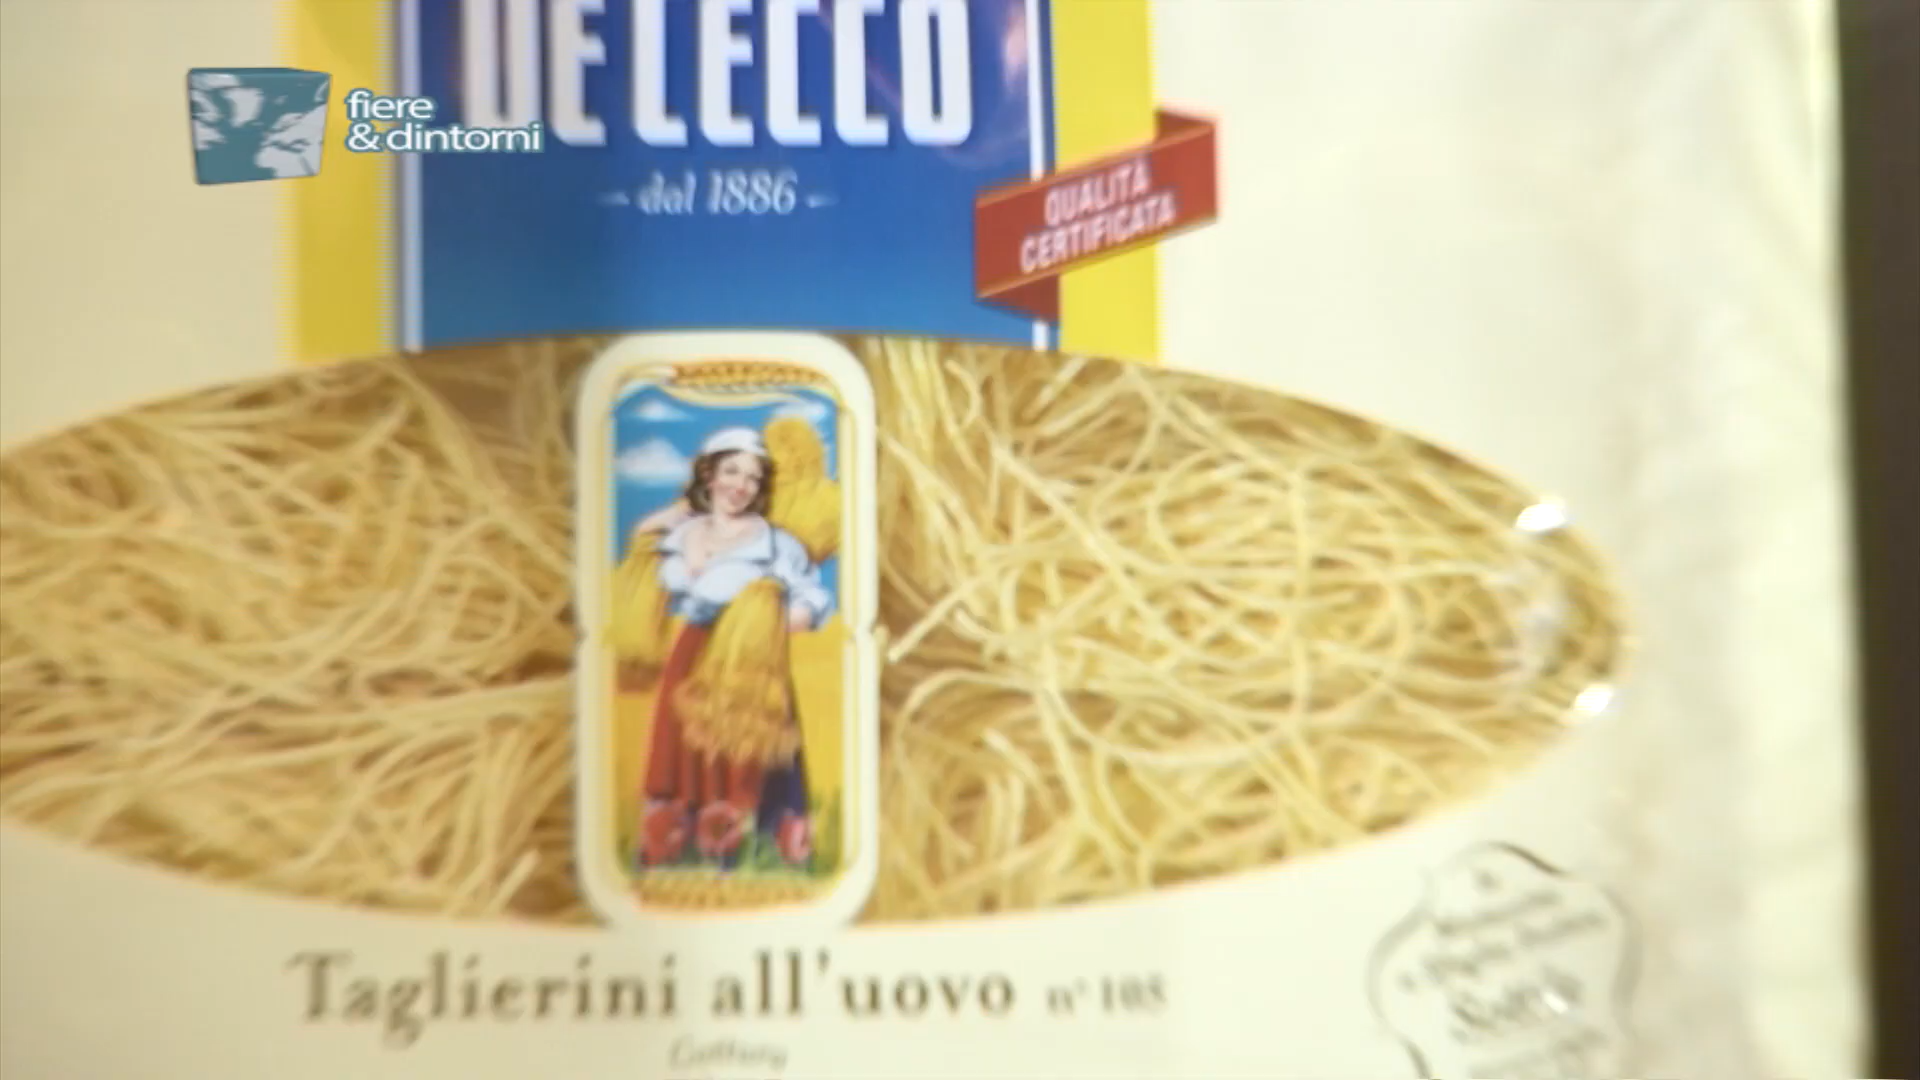 DE CECCO
fiere
& dintorni
dal 1886
QUALITÀ
CERTIFICATA
Taglierini all'uovo n° 105